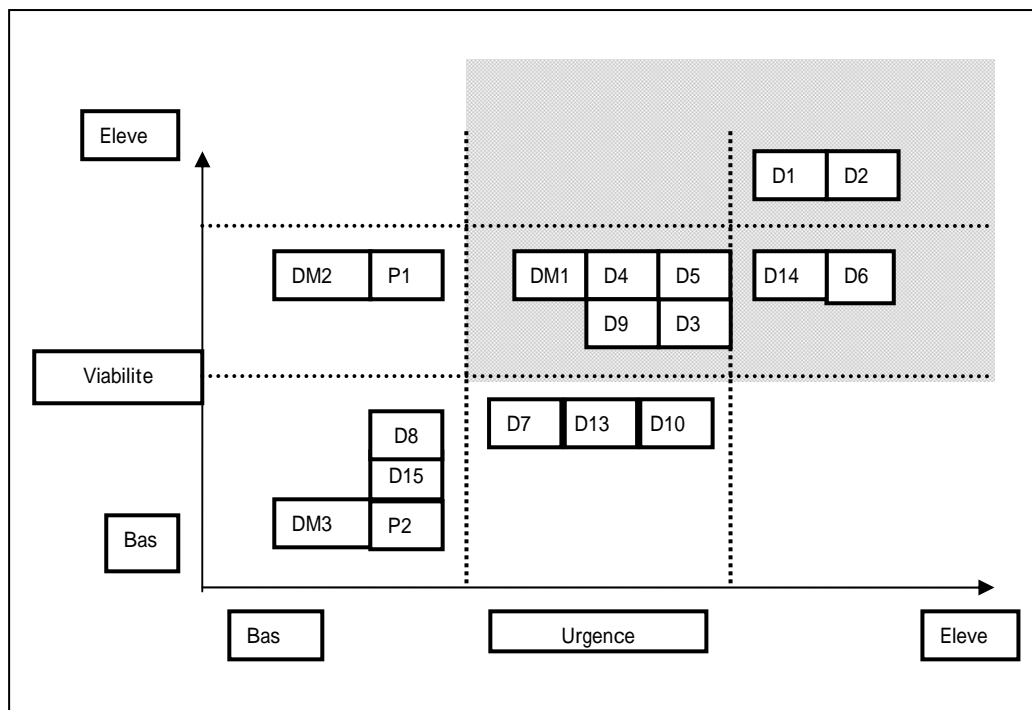 Eleve
D1 D2
DM2 P1 DM1 D4 D5 D14 D6
D9 D3
Viabilite
D8 D7 D13 D10
D15
DM3 P2
Bas
Bas Urgence Eleve